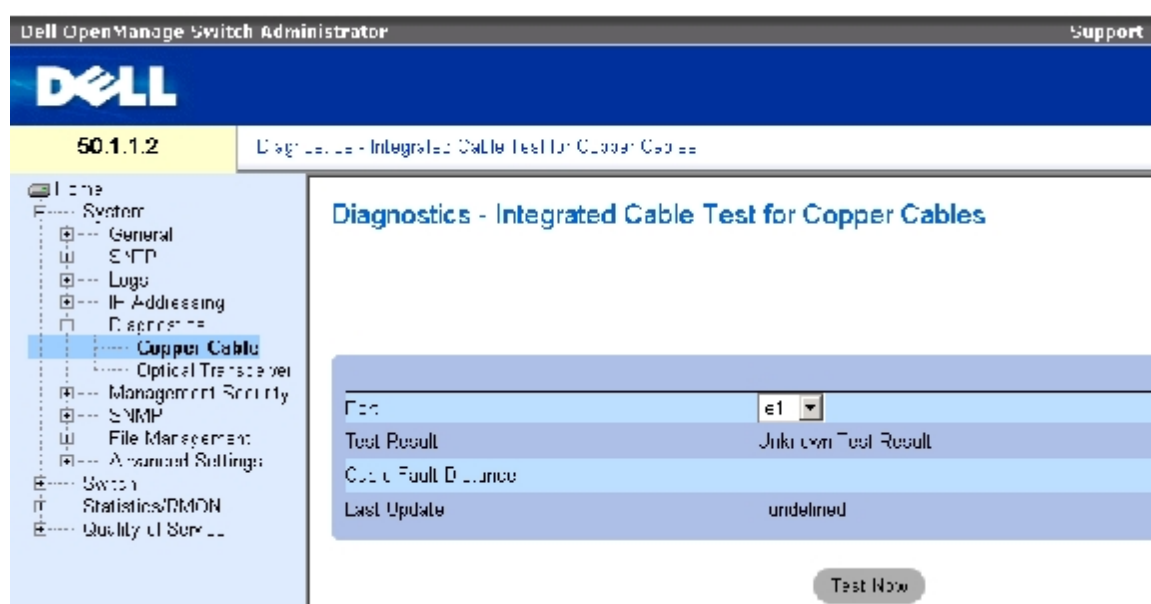 Dell OpenManage Switch Administrator Support
DELL
50.1.1.2
Integrated Cable Test for Copper Cables
Home
System
General
SNTP
Logs
IP Addressing
Diagnostics
Copper Cable
Optical Transceiver
Management Security
SNMP
File Management
Advanced Settings
Switch
Statistics/RMON
Quality of Service
Diagnostics - Integrated Cable Test for Copper Cables
Port e1
Test Result Unknown Test Result
Cable Fault Distance
Last Update undefined
Test Now